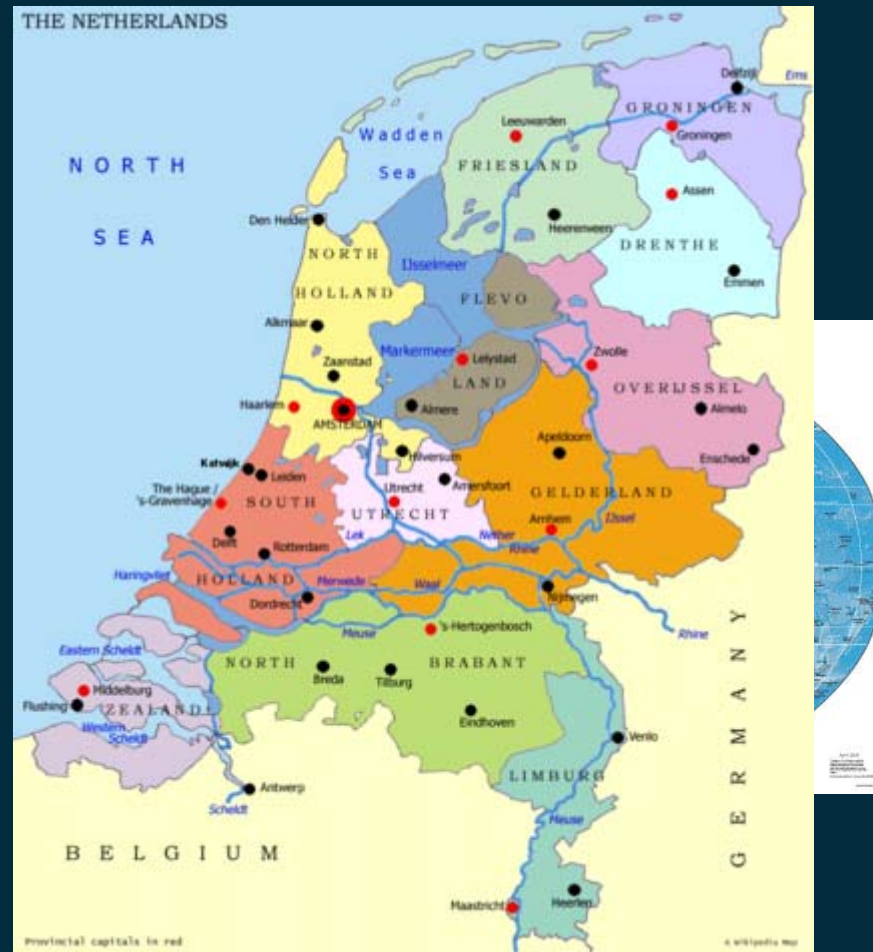 THE NETHERLANDS
Delfzijl
Ems
GRONINGEN
Leeuwarden
Wadden
Groningen
NORTH
Sea
FRIESLAND
Assen
Den Helder
Heerenveen
SEA
NORTH
DRENTHE
IJsselmeer
Emmen
HOLLAND
FLEVO
Alkmaar
Markermeer
Zwolle
Zaanstad
Lelystad
LAND
OVERIJSSEL
Haarlem
Almere
Almelo
AMSTERDAM
Apeldoorn
Hilversum
Enschede
Katwijk
Leiden
Amersfoort
The Hague /
's-Gravenhage
SOUTH
Utrecht
GELDERLAND
UTRECHT
Arnhem
IJssel
Delft
Lek
Nether
Rotterdam
Rhine
Haringvliet
HOLLAND
Merwede
Waal
Nijmegen
Dordrecht
Meuse
's-Hertogenbosch
Rhine
Eastern Scheldt
NORTH
BRABANT
Breda
Tilburg
Middelburg
Flushing
ZEALAND
Eindhoven
Western
Scheldt
Venlo
GERMANY
LIMBURG
Antwerp
Scheldt
Meuse
BELGIUM
Maastricht
Heerlen
Provincial capitals in red
A Wikipedia Map